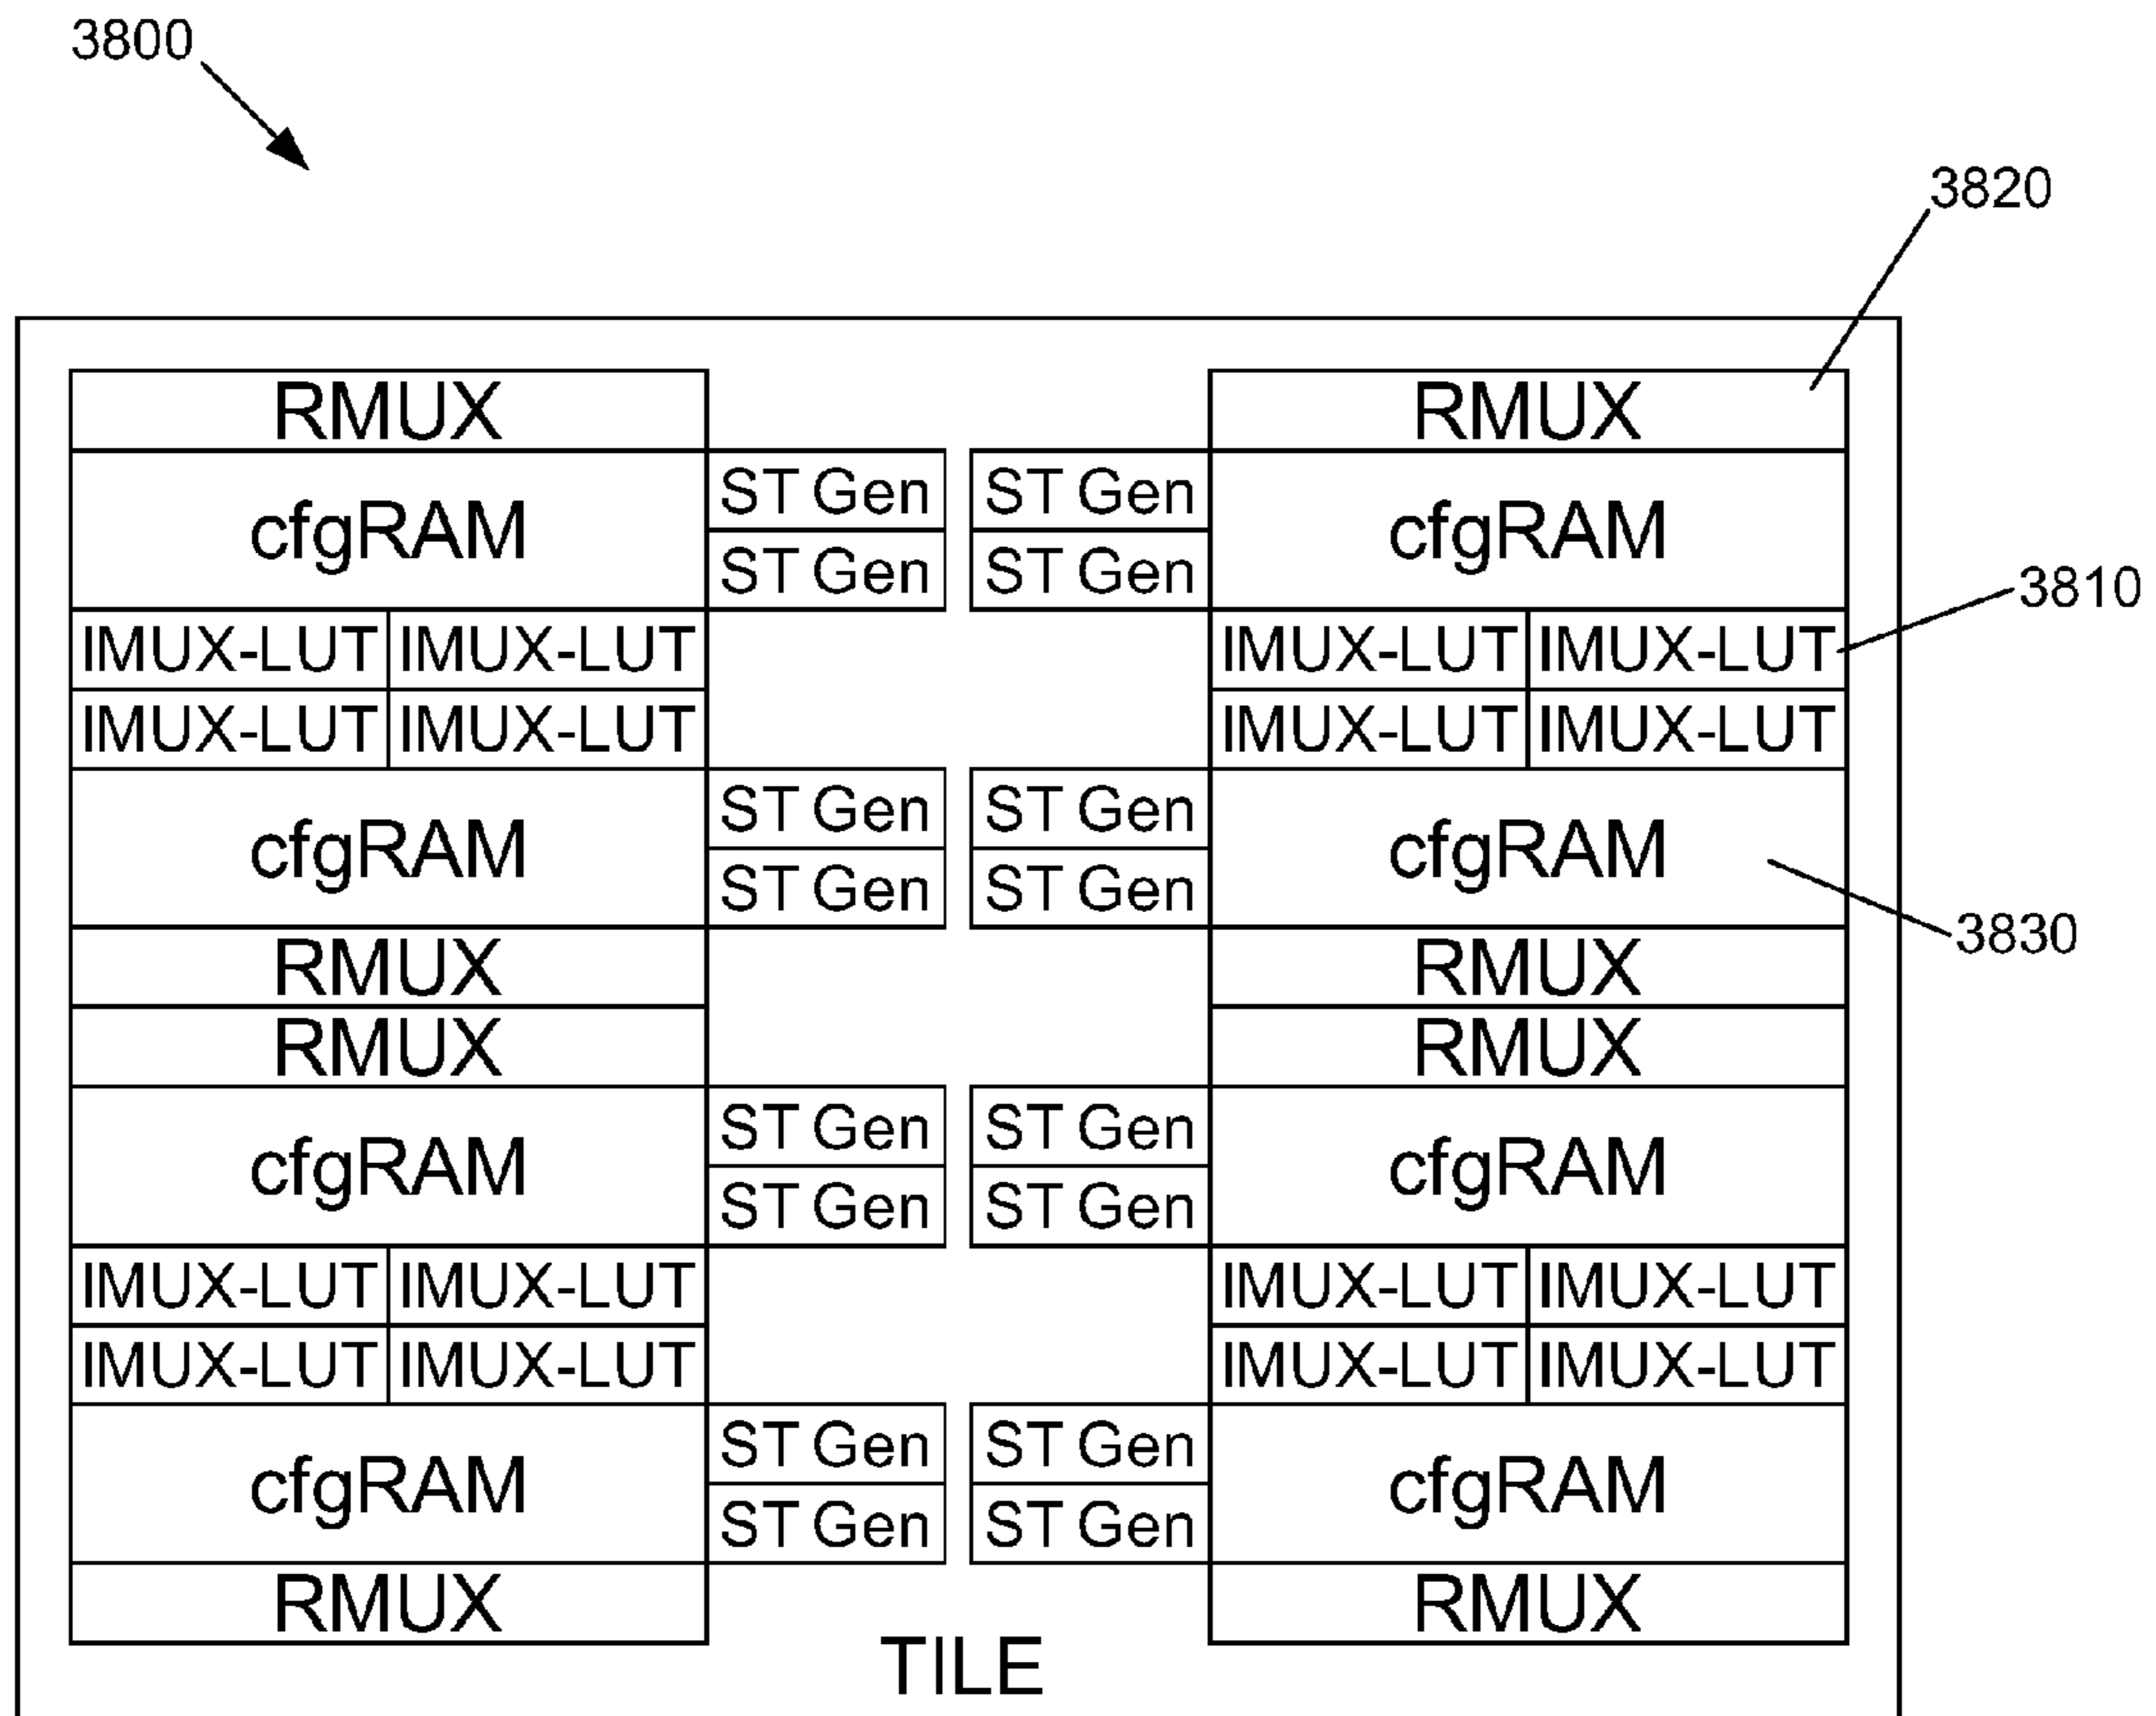 3800
3820
RMUX RMUX
cfgRAM ST Gen ST Gen cfgRAM
ST Gen ST Gen
3810
IMUX-LUT IMUX-LUT IMUX-LUT IMUX-LUT
IMUX-LUT IMUX-LUT IMUX-LUT IMUX-LUT
cfgRAM ST Gen ST Gen cfgRAM
ST Gen ST Gen
3830
RMUX RMUX
RMUX RMUX
cfgRAM ST Gen ST Gen cfgRAM
ST Gen ST Gen
IMUX-LUT IMUX-LUT IMUX-LUT IMUX-LUT
IMUX-LUT IMUX-LUT IMUX-LUT IMUX-LUT
cfgRAM ST Gen ST Gen cfgRAM
ST Gen ST Gen
RMUX RMUX
TILE